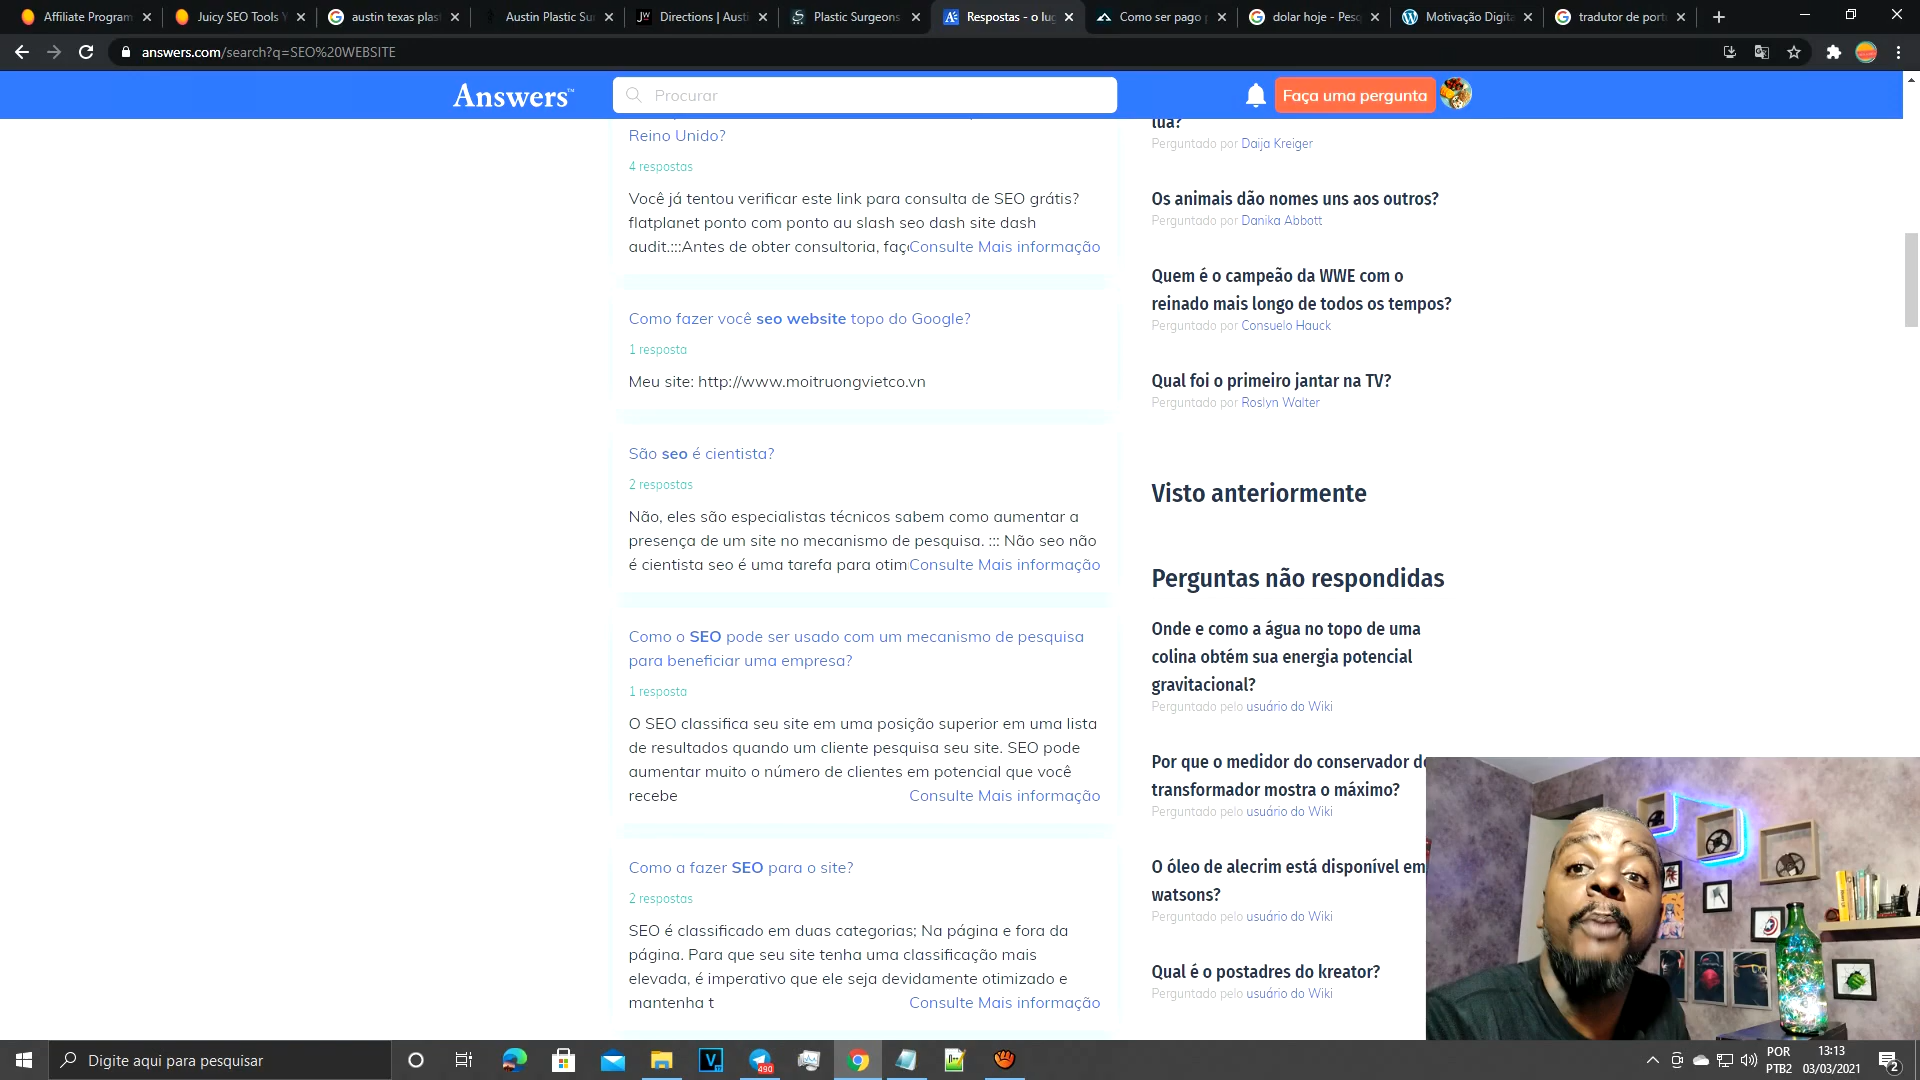 Affiliate Program
Juicy SEO Tools Y
austin texas plast
Austin Plastic Su
Directions | Aust
Plastic Surgeons
Respostas - o lug
Como ser pago p
dolar hoje - Pesq
Motivação Digita
tradutor de port
answers.com/search?q=SEO%20WEBSITE
Answers™
Procurar
Faça uma pergunta
Reino Unido?
4 respostas
Você já tentou verificar este link para consulta de SEO grátis?
flatplanet ponto com ponto au slash seo dash site dash
audit.:::Antes de obter consultoria, faç Consulte Mais informação
Como fazer você seo website topo do Google?
1 resposta
Meu site: http://www.moitruongvietco.vn
São seo é cientista?
2 respostas
Não, eles são especialistas técnicos sabem como aumentar a
presença de um site no mecanismo de pesquisa. ::: Não seo não
é cientista seo é uma tarefa para otim Consulte Mais informação
Como o SEO pode ser usado com um mecanismo de pesquisa
para beneficiar uma empresa?
1 resposta
O SEO classifica seu site em uma posição superior em uma lista
de resultados quando um cliente pesquisa seu site. SEO pode
aumentar muito o número de clientes em potencial que você
recebe Consulte Mais informação
Como a fazer SEO para o site?
2 respostas
SEO é classificado em duas categorias; Na página e fora da
página. Para que seu site tenha uma classificação mais
elevada, é imperativo que ele seja devidamente otimizado e
mantenha t Consulte Mais informação
lua?
Perguntado por Daija Kreiger
Os animais dão nomes uns aos outros?
Perguntado por Danika Abbott
Quem é o campeão da WWE com o
reinado mais longo de todos os tempos?
Perguntado por Consuelo Hauck
Qual foi o primeiro jantar na TV?
Perguntado por Roslyn Walter
Visto anteriormente
Perguntas não respondidas
Onde e como a água no topo de uma
colina obtém sua energia potencial
gravitacional?
Perguntado pelo usuário do Wiki
Por que o medidor do conservador do
transformador mostra o máximo?
Perguntado pelo usuário do Wiki
O óleo de alecrim está disponível em
watsons?
Perguntado pelo usuário do Wiki
Qual é o postadres do kreator?
Perguntado pelo usuário do Wiki
Digite aqui para pesquisar
490
POR
PTB2
13:13
03/03/2021
2